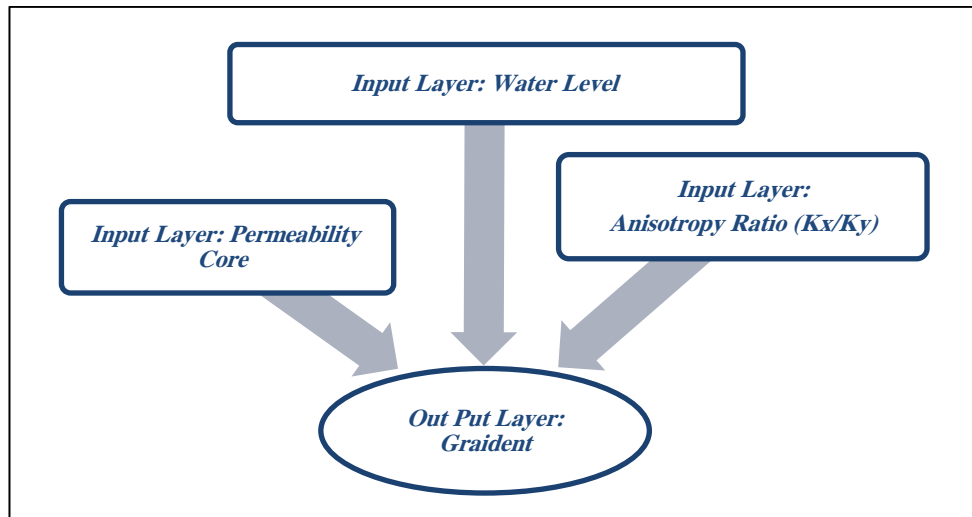 Input Layer: Water Level
Input Layer: Permeability
Core
Input Layer:
Anisotropy Ratio (Kx/Ky)
Out Put Layer:
Graident